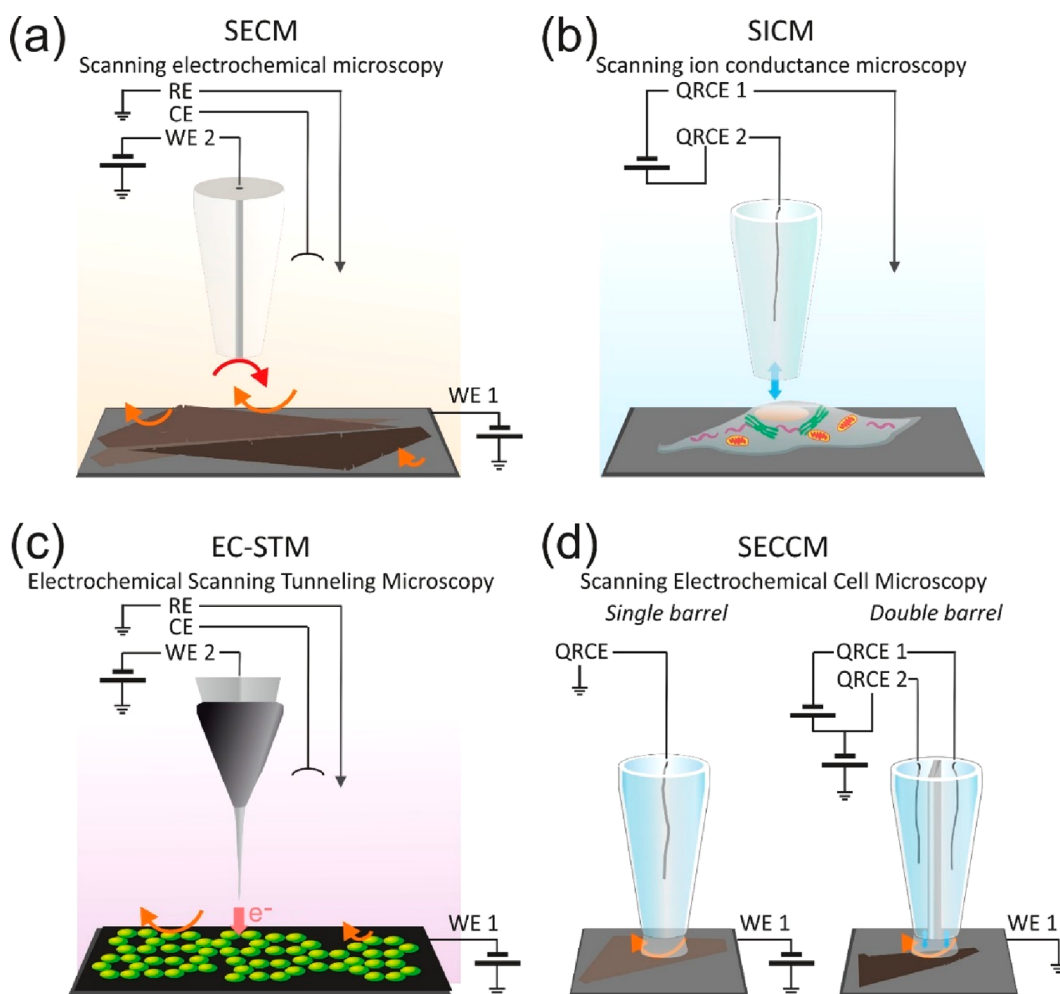 (a)
SECM
Scanning electrochemical microscopy
RE
CE
WE 2
WE 1
(b)
SICM
Scanning ion conductance microscopy
QRCE 1
QRCE 2
(c)
EC-STM
Electrochemical Scanning Tunneling Microscopy
RE
CE
WE 2
e-
WE 1
(d)
SECCM
Scanning Electrochemical Cell Microscopy
Single barrel
QRCE
WE 1
Double barrel
QRCE 1
QRCE 2
WE 1